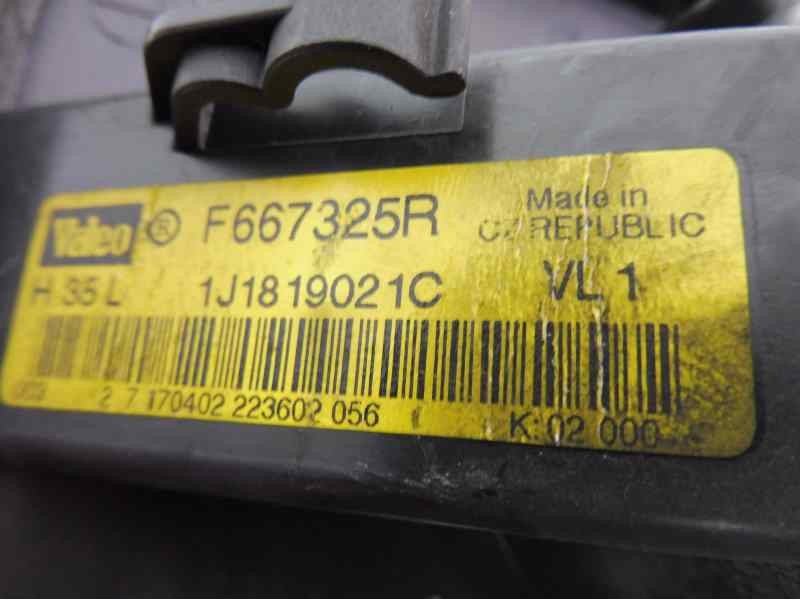 Valeo ® F667325R Made in
CZ REPUBLIC
H 35 L 1J1819021C VL 1
2 7 170402 223602 056 K:02 000